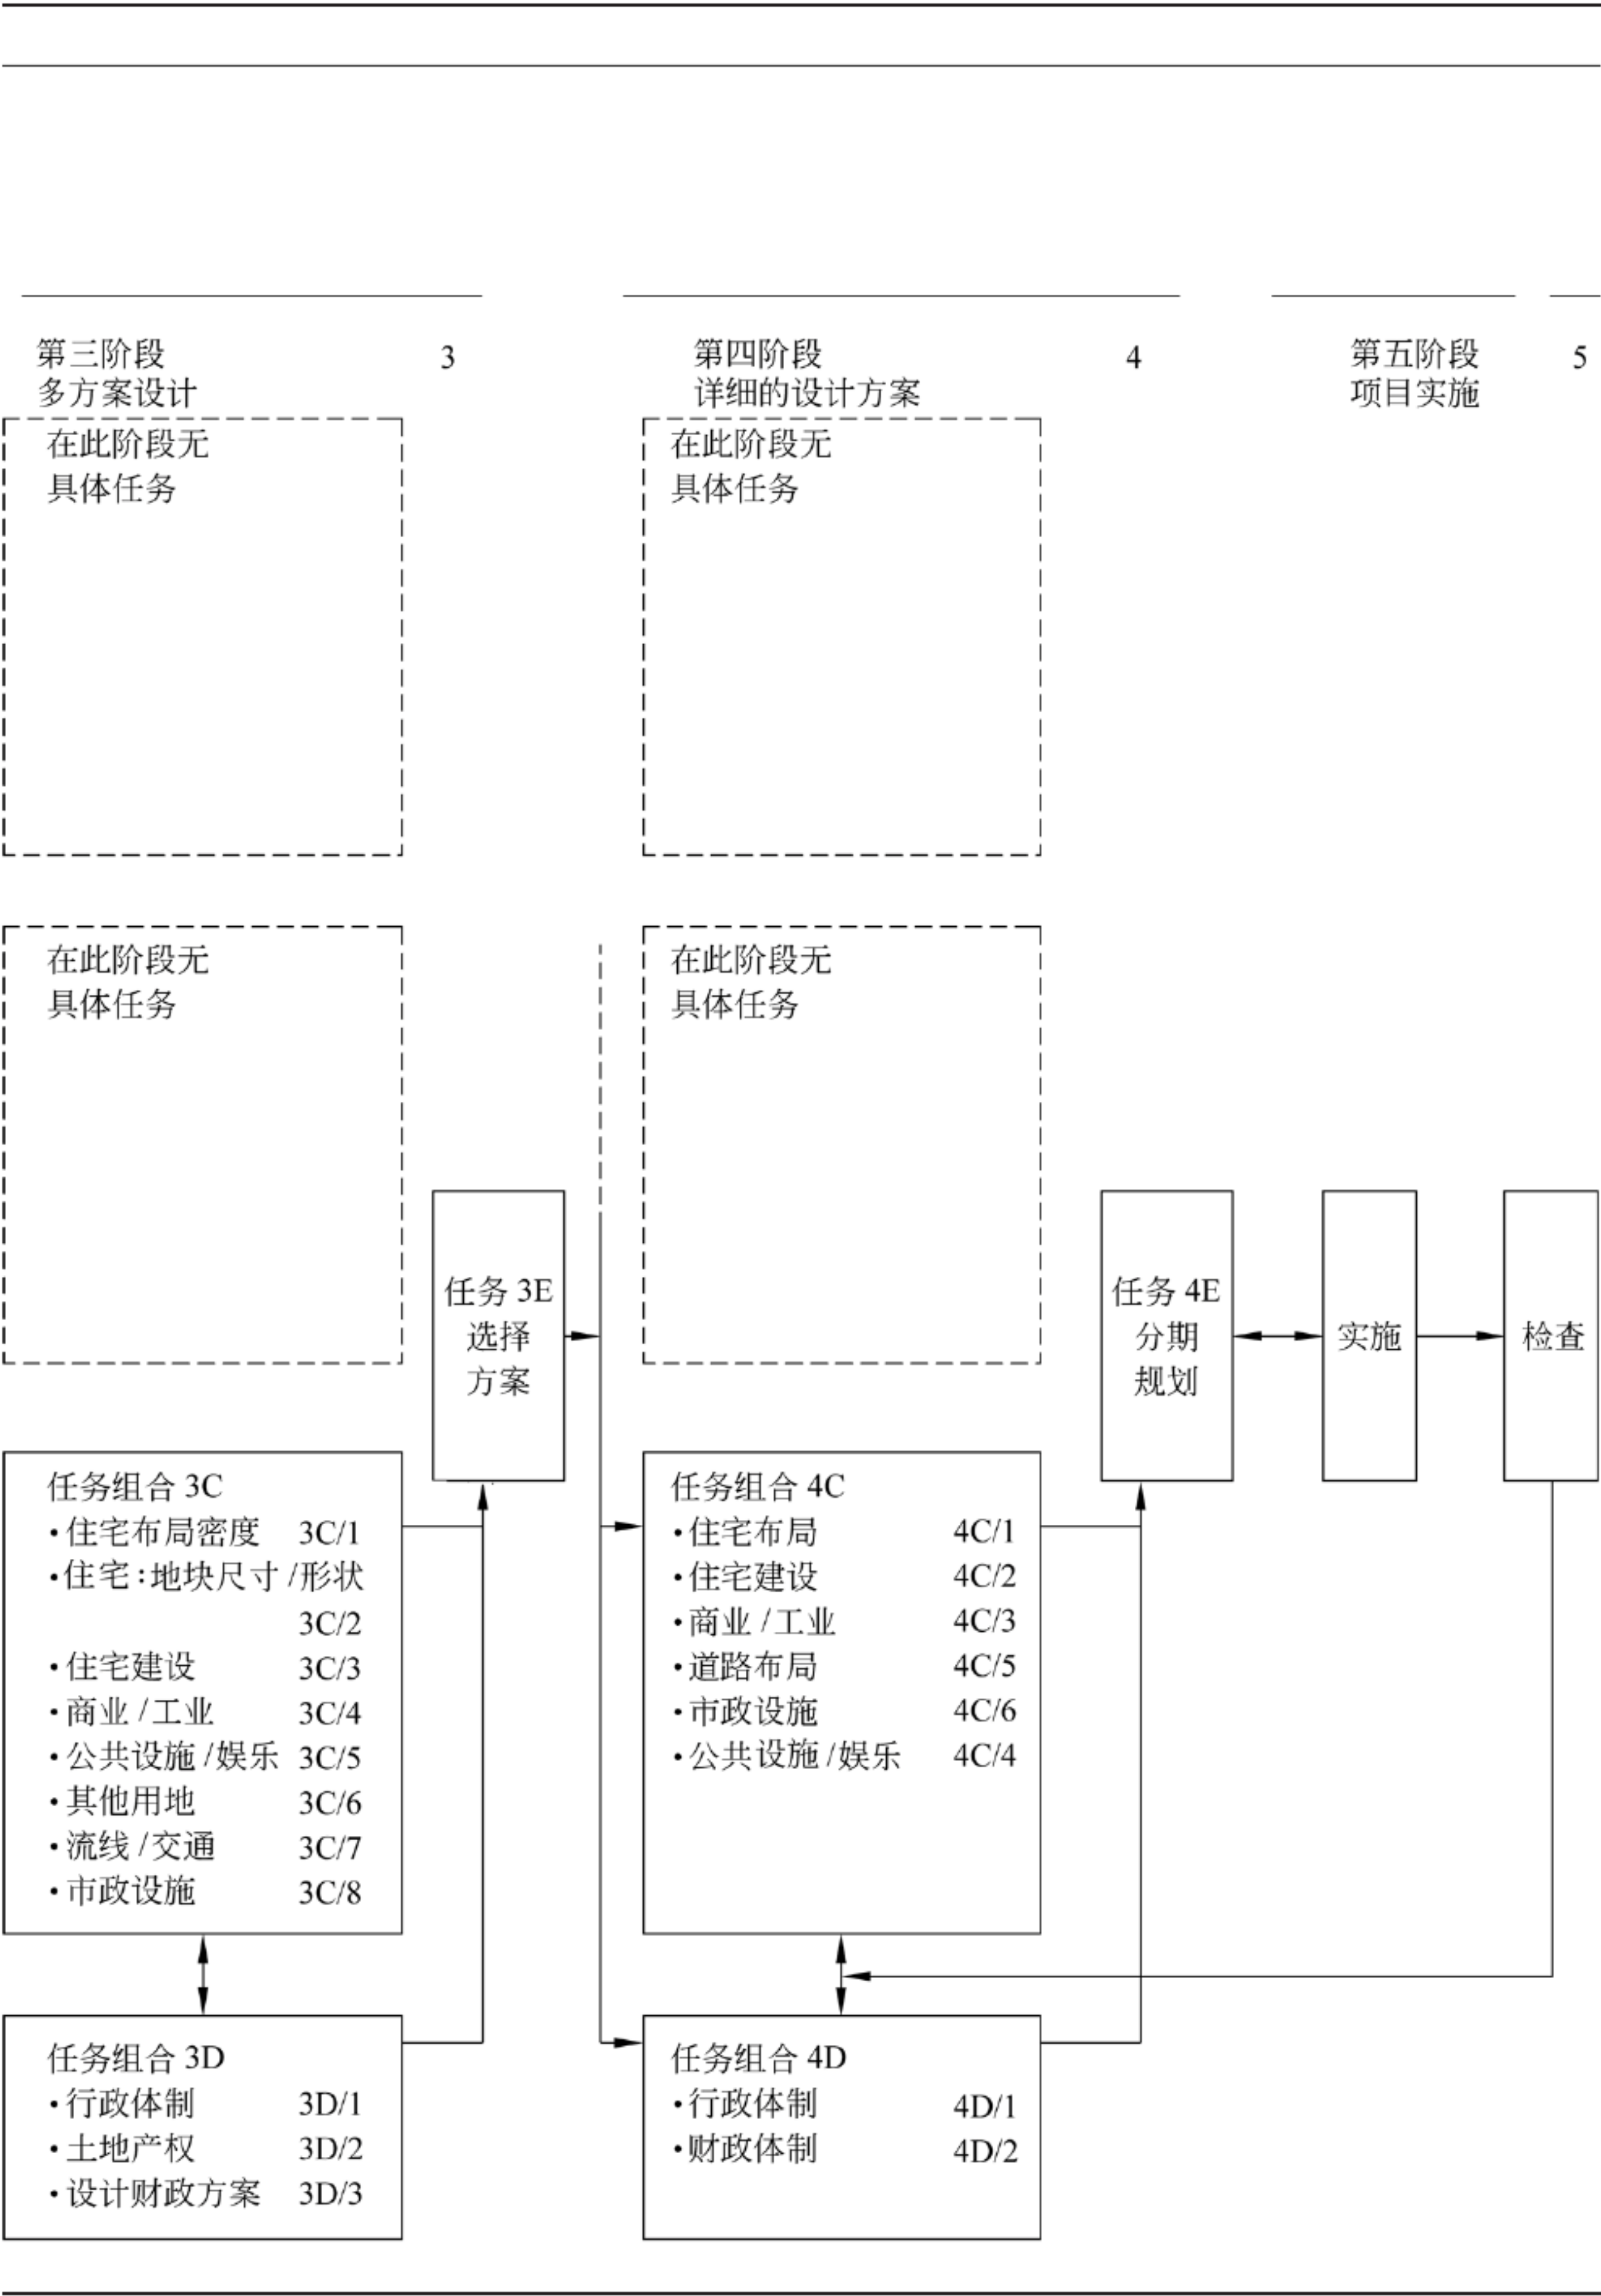 第三阶段 3
多方案设计
在此阶段无
具体任务
在此阶段无
具体任务
任务 3E
选择
方案
任务组合 3C
·住宅布局密度 3C/1
·住宅:地块尺寸/形状
3C/2
·住宅建设 3C/3
·商业/工业 3C/4
·公共设施/娱乐 3C/5
·其他用地 3C/6
·流线/交通 3C/7
·市政设施 3C/8
任务组合 3D
·行政体制 3D/1
·土地产权 3D/2
·设计财政方案 3D/3
第四阶段 4
详细的设计方案
在此阶段无
具体任务
在此阶段无
具体任务
任务 4E
分期
规划
任务组合 4C
·住宅布局 4C/1
·住宅建设 4C/2
·商业/工业 4C/3
·道路布局 4C/5
·市政设施 4C/6
·公共设施/娱乐 4C/4
任务组合 4D
·行政体制 4D/1
·财政体制 4D/2
第五阶段 5
项目实施
实施
检查